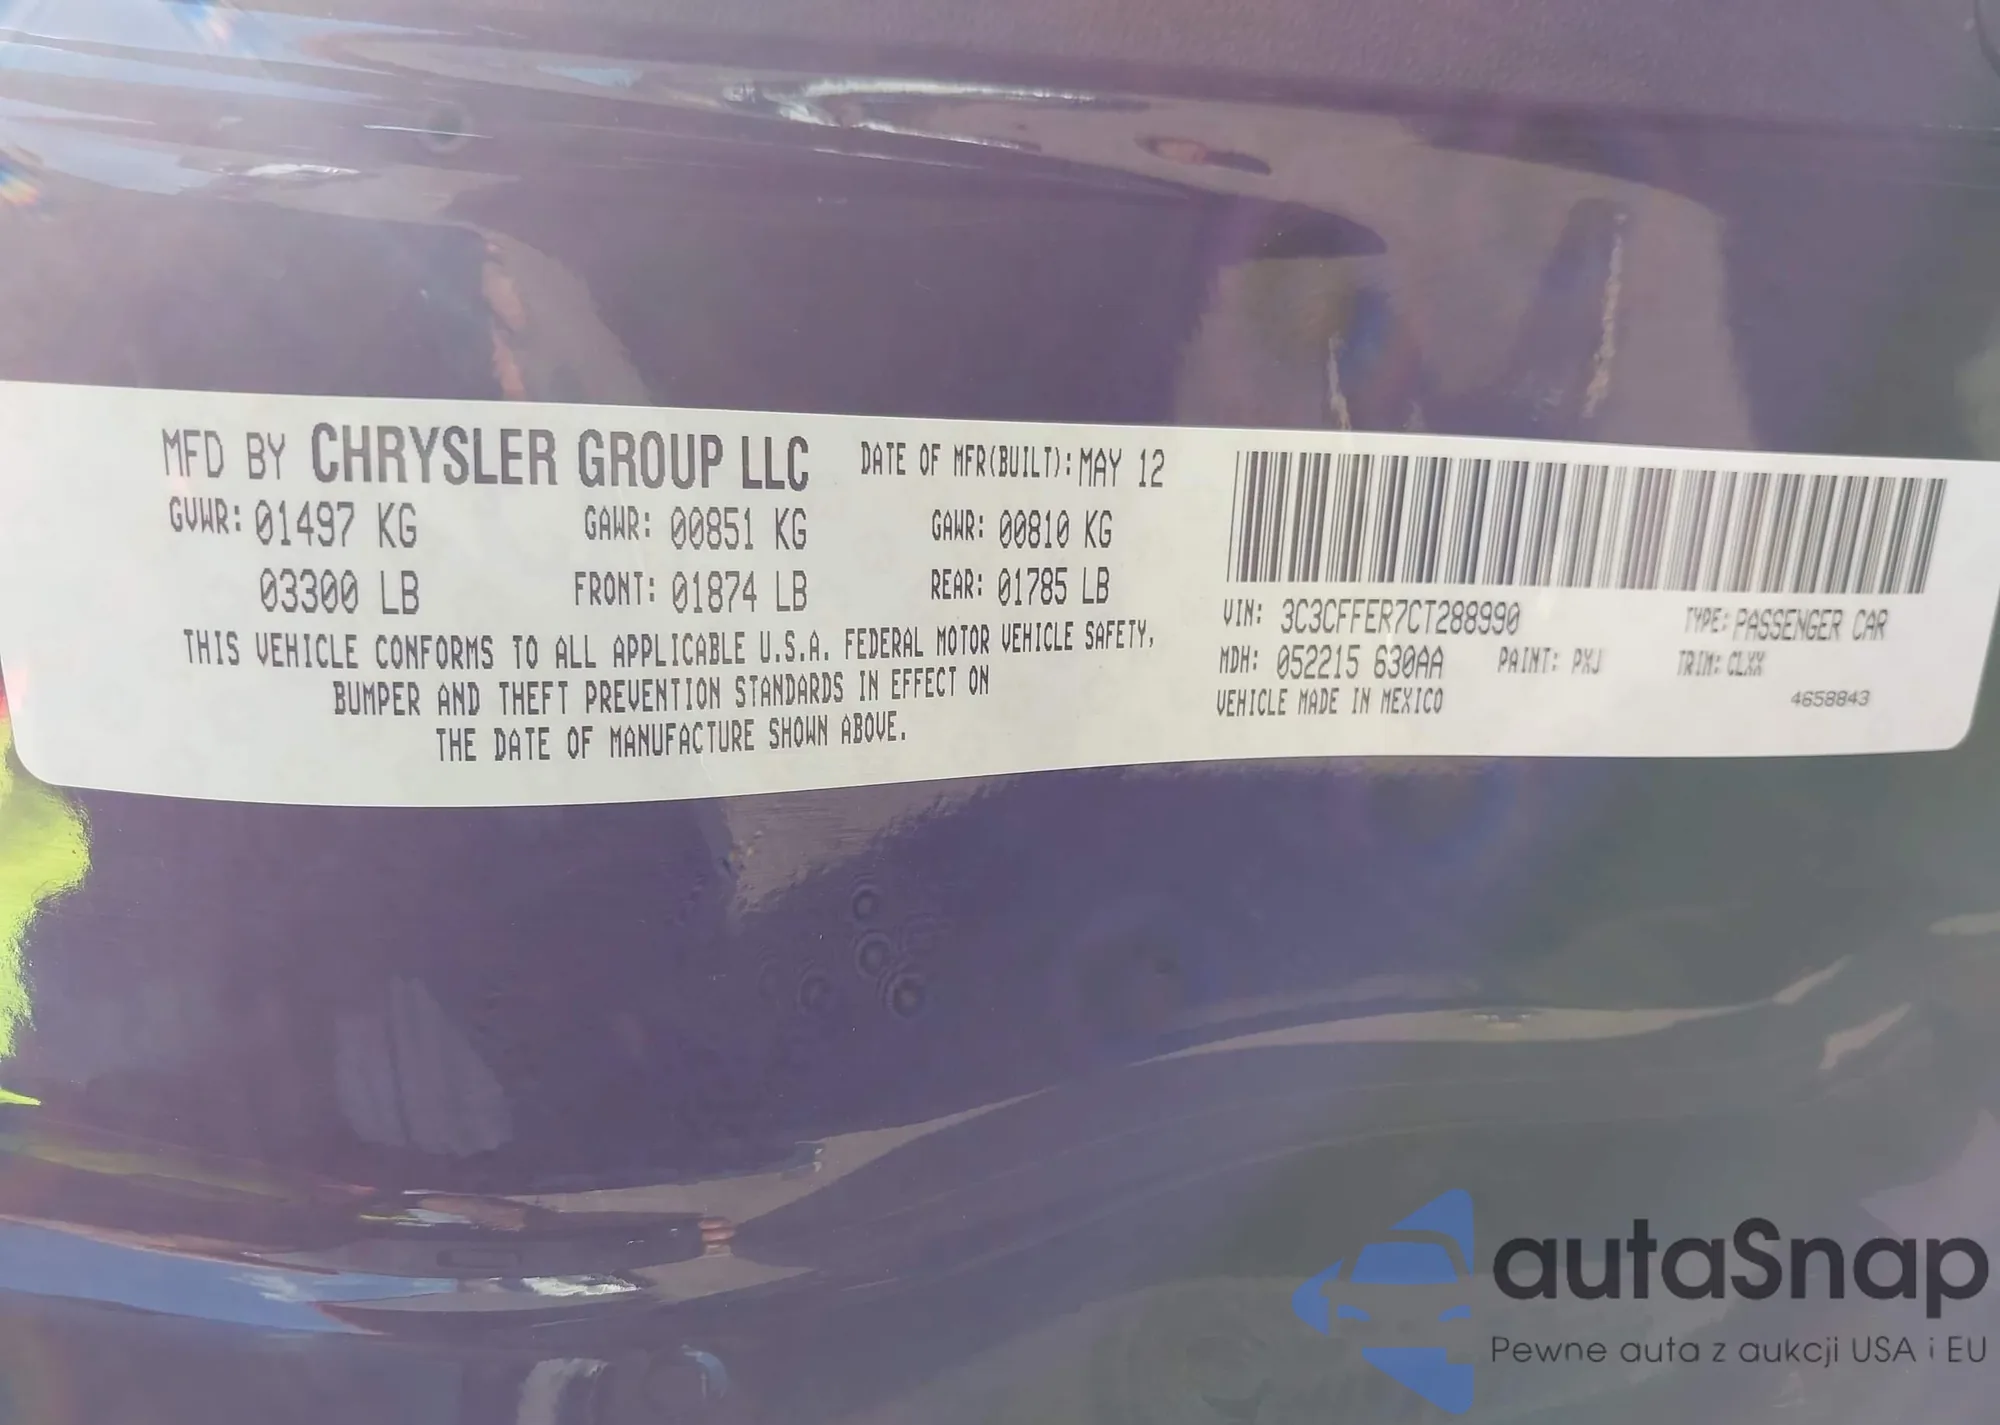 MFD BY CHRYSLER GROUP LLC DATE OF MFR(BUILT): MAY 12
GVWR: 01497 KG GAWR: 00851 KG GAWR: 00810 KG
03300 LB FRONT: 01874 LB REAR: 01785 LB
THIS VEHICLE CONFORMS TO ALL APPLICABLE U.S.A. FEDERAL MOTOR VEHICLE SAFETY,
BUMPER AND THEFT PREVENTION STANDARDS IN EFFECT ON
THE DATE OF MANUFACTURE SHOWN ABOVE.
VIN: 3C3CFFER7CT288990 TYPE: PASSENGER CAR
MDH: 052215 630AA PAINT: PXJ TRIM: CLXX
VEHICLE MADE IN MEXICO 4658843
autaSnap
Pewne auta z aukcji USA i EU